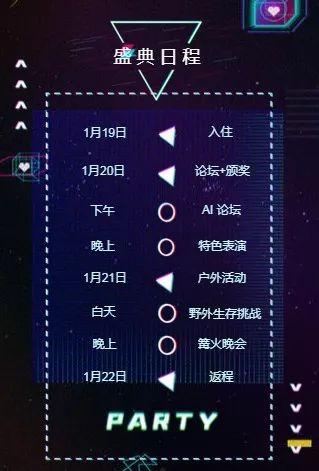 盛典日程
1月19日 入住
1月20日 论坛+颁奖
下午 AI 论坛
晚上 特色表演
1月21日 户外活动
白天 野外生存挑战
晚上 篝火晚会
1月22日 返程
PARTY